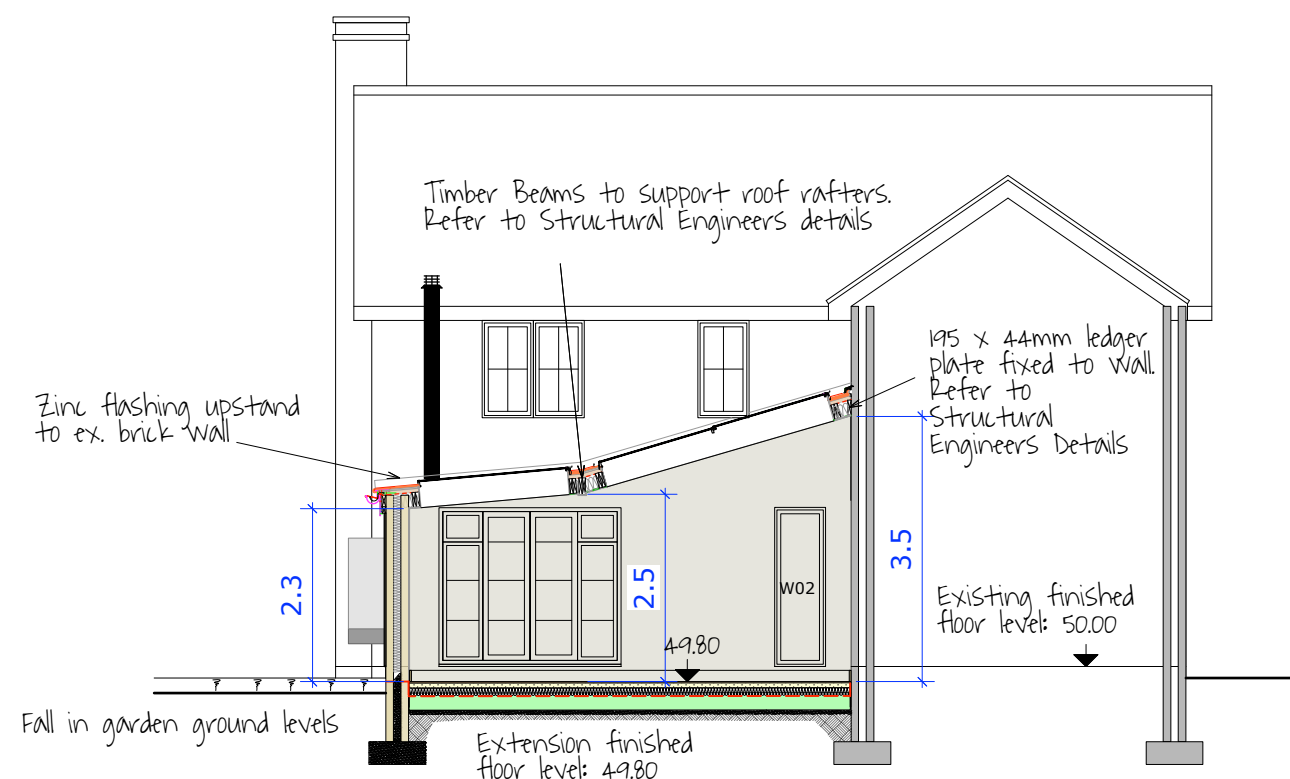 Timber Beams to support roof rafters.
Refer to Structural Engineers details
195 x 44mm ledger
plate fixed to wall.
Refer to
Structural
Engineers Details
Zinc flashing upstand
to ex. brick wall
2.3
2.5
3.5
W02
49.80
Existing finished
floor level: 50.00
Fall in garden ground levels
Extension finished
floor level: 49.80